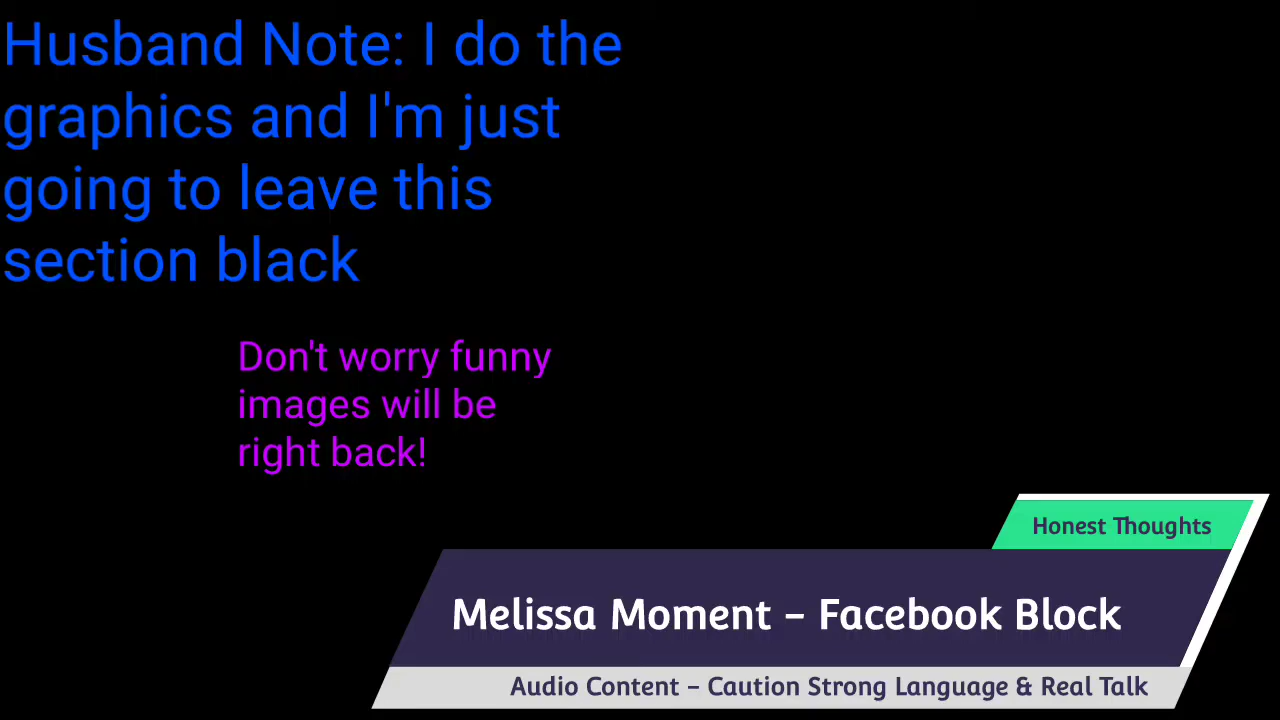 Husband Note: I do the
graphics and I'm just
going to leave this
section black
Don't worry funny
images will be
right back!
Honest Thoughts
Melissa Moment – Facebook Block
Audio Content – Caution Strong Language & Real Talk